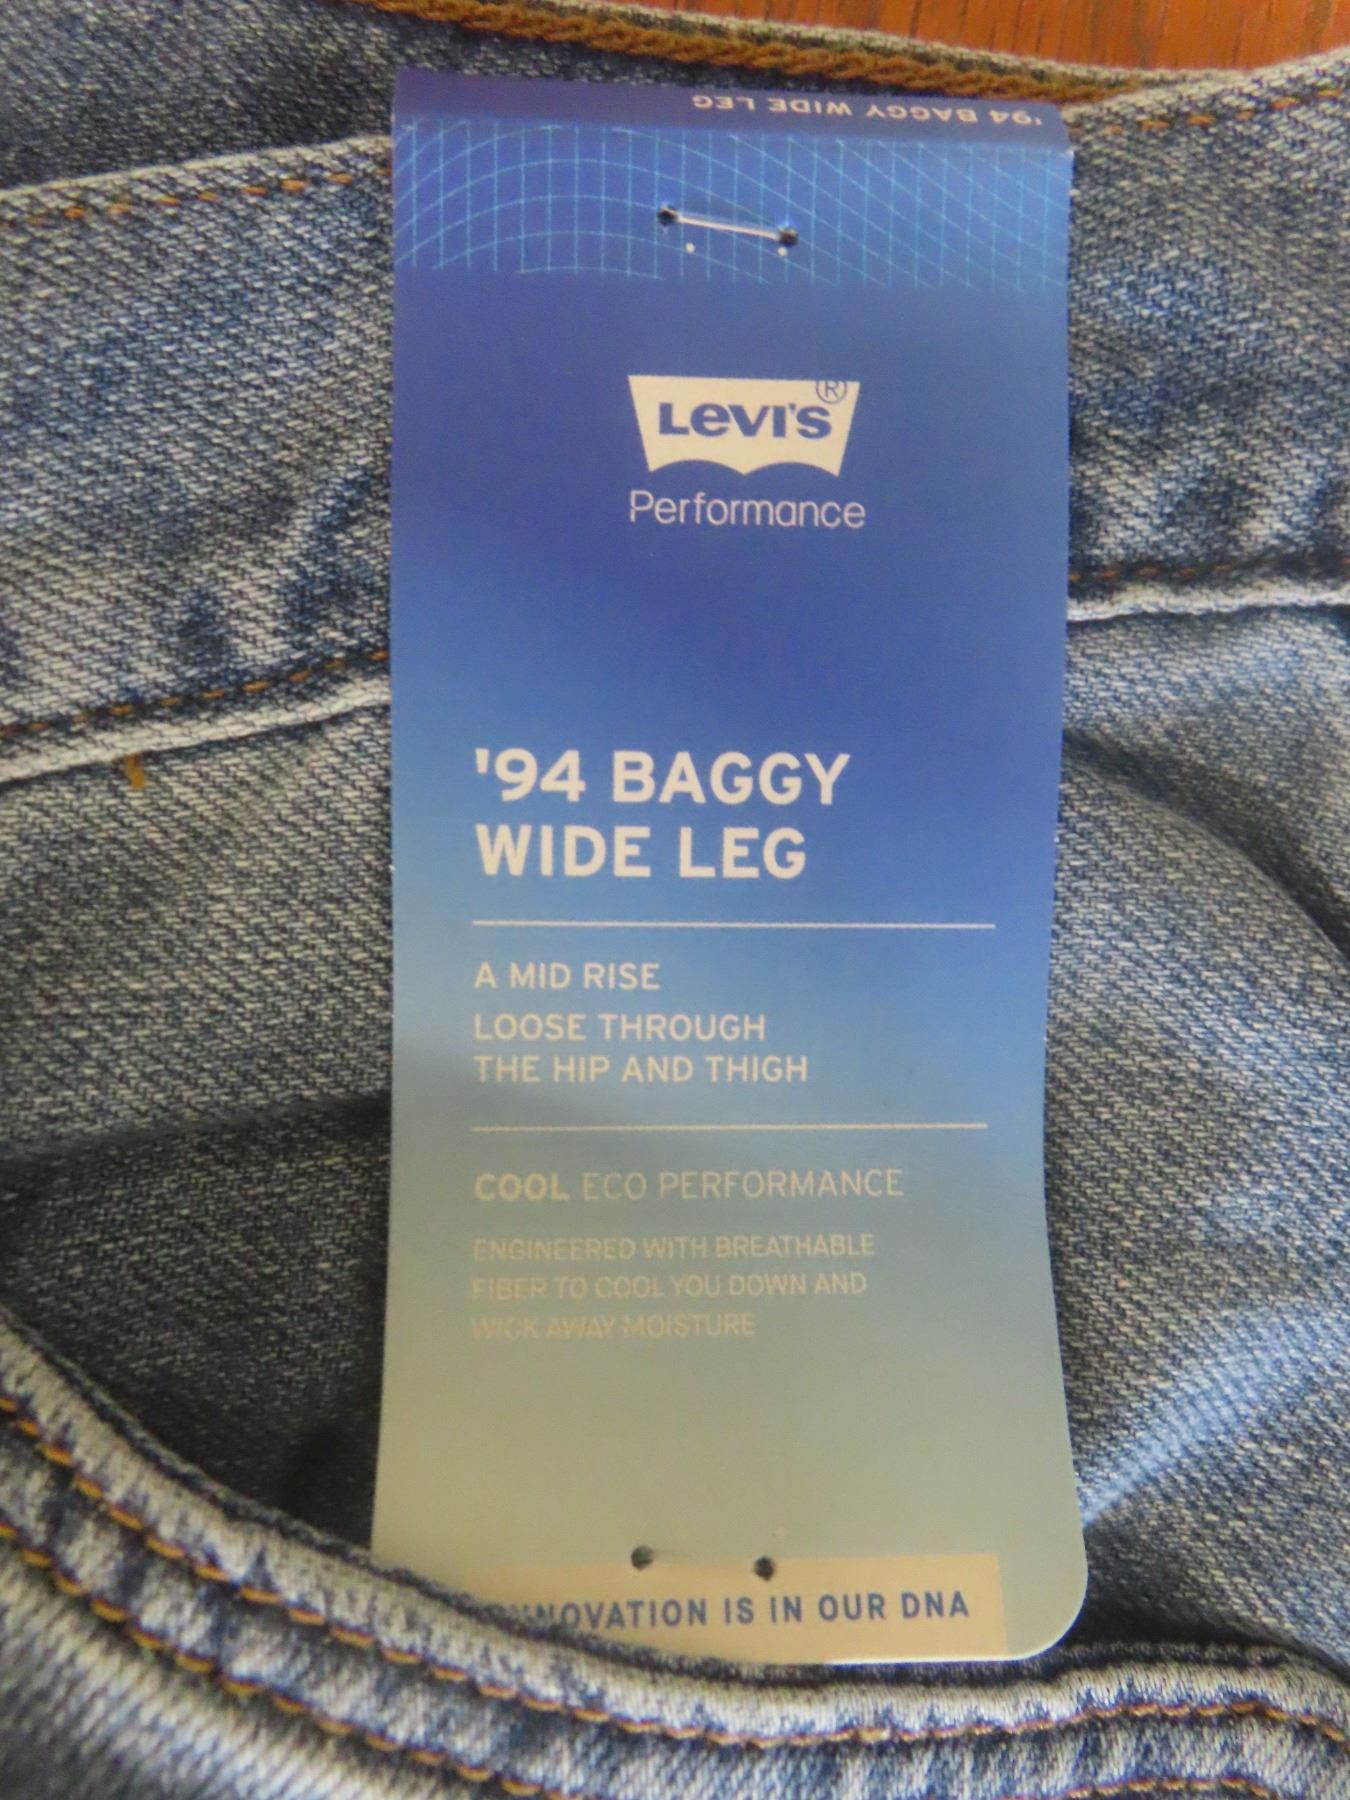 '94 BAGGY WIDE LEG
LEVI'S®
Performance
'94 BAGGY
WIDE LEG
A MID RISE
LOOSE THROUGH
THE HIP AND THIGH
COOL ECO PERFORMANCE
ENGINEERED WITH BREATHABLE
FIBER TO COOL YOU DOWN AND
WICK AWAY MOISTURE
INNOVATION IS IN OUR DNA